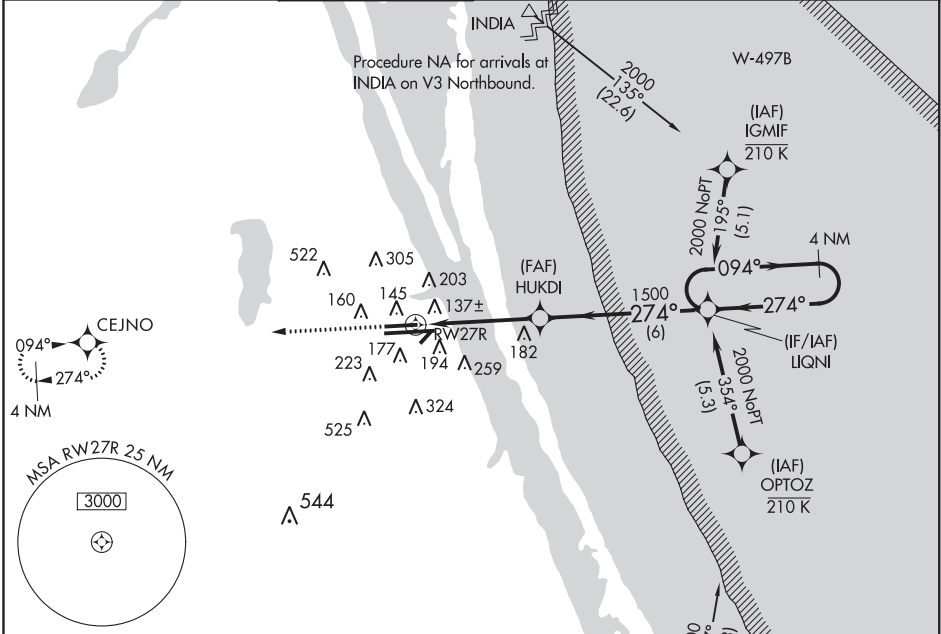 INDIA
Procedure NA for arrivals at
INDIA on V3 Northbound.
2000
135°
(22.6)
W-497B
(IAF)
IGMIF
210 K
2000 NoPT
195°
(5.1)
4 NM
094°
274°
522
305
203
160
145
137±
(FAF)
HUKDI
1500
274°
(6)
(IF/IAF)
LIQNI
RW27R
182
177
194
259
223
324
525
544
CEJNO
094°
274°
4 NM
2000 NoPT
354°
(5.3)
(IAF)
OPTOZ
210 K
MSA RW27R 25 NM
3000